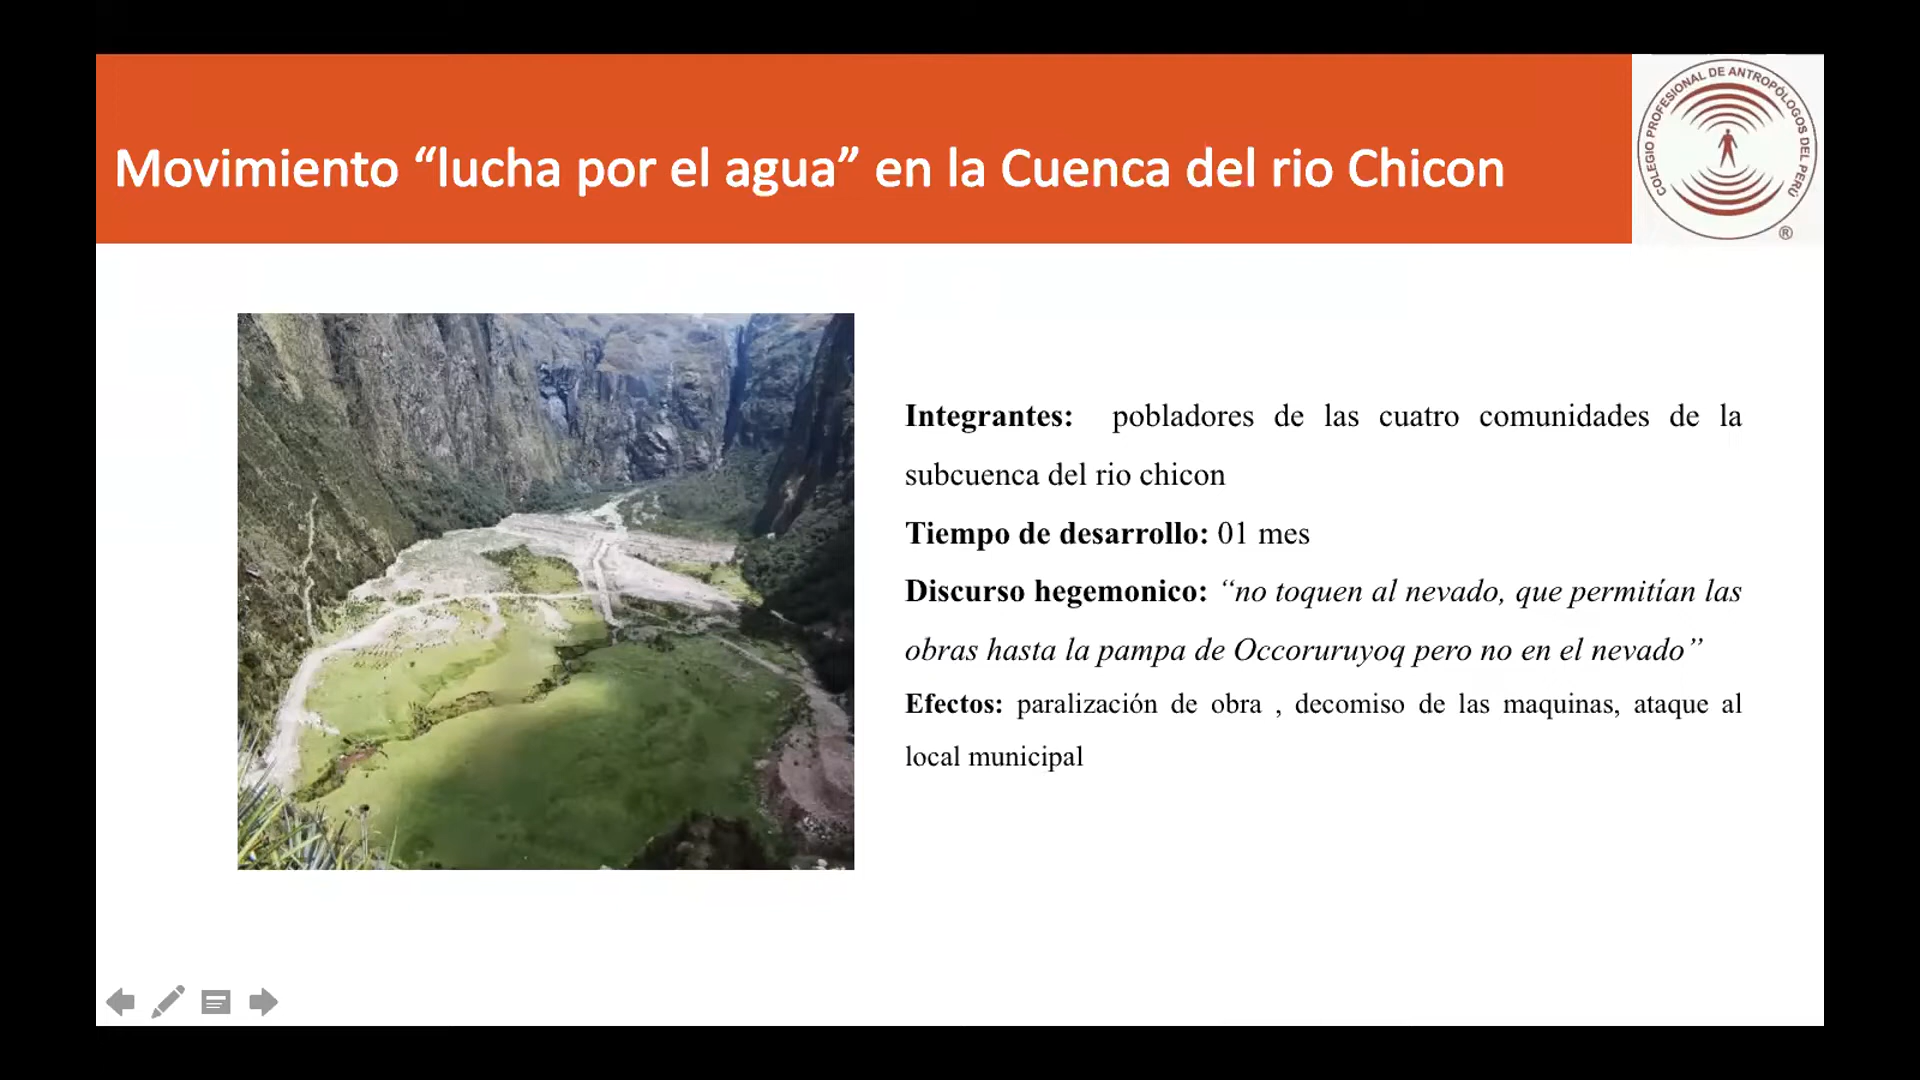 Movimiento “lucha por el agua” en la Cuenca del rio Chicon
COLEGIO PROFESIONAL DE ANTROPÓLOGOS DEL PERÚ
®
Integrantes: pobladores de las cuatro comunidades de la
subcuenca del rio chicon
Tiempo de desarrollo: 01 mes
Discurso hegemonico: “no toquen al nevado, que permitían las
obras hasta la pampa de Occoruruyoq pero no en el nevado”
Efectos: paralización de obra , decomiso de las maquinas, ataque al
local municipal